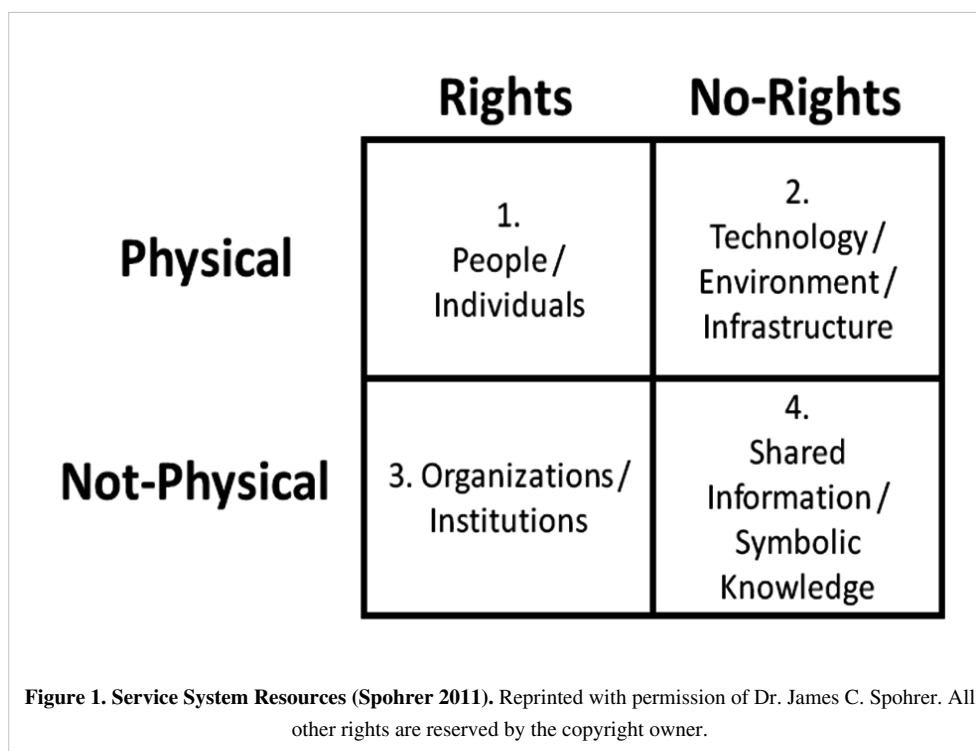 Rights No-Rights
Physical
1.
People /
Individuals
2.
Technology /
Environment /
Infrastructure
Not-Physical
3. Organizations /
Institutions
4.
Shared
Information /
Symbolic
Knowledge
Figure 1. Service System Resources (Spohrer 2011). Reprinted with permission of Dr. James C. Spohrer. All
other rights are reserved by the copyright owner.